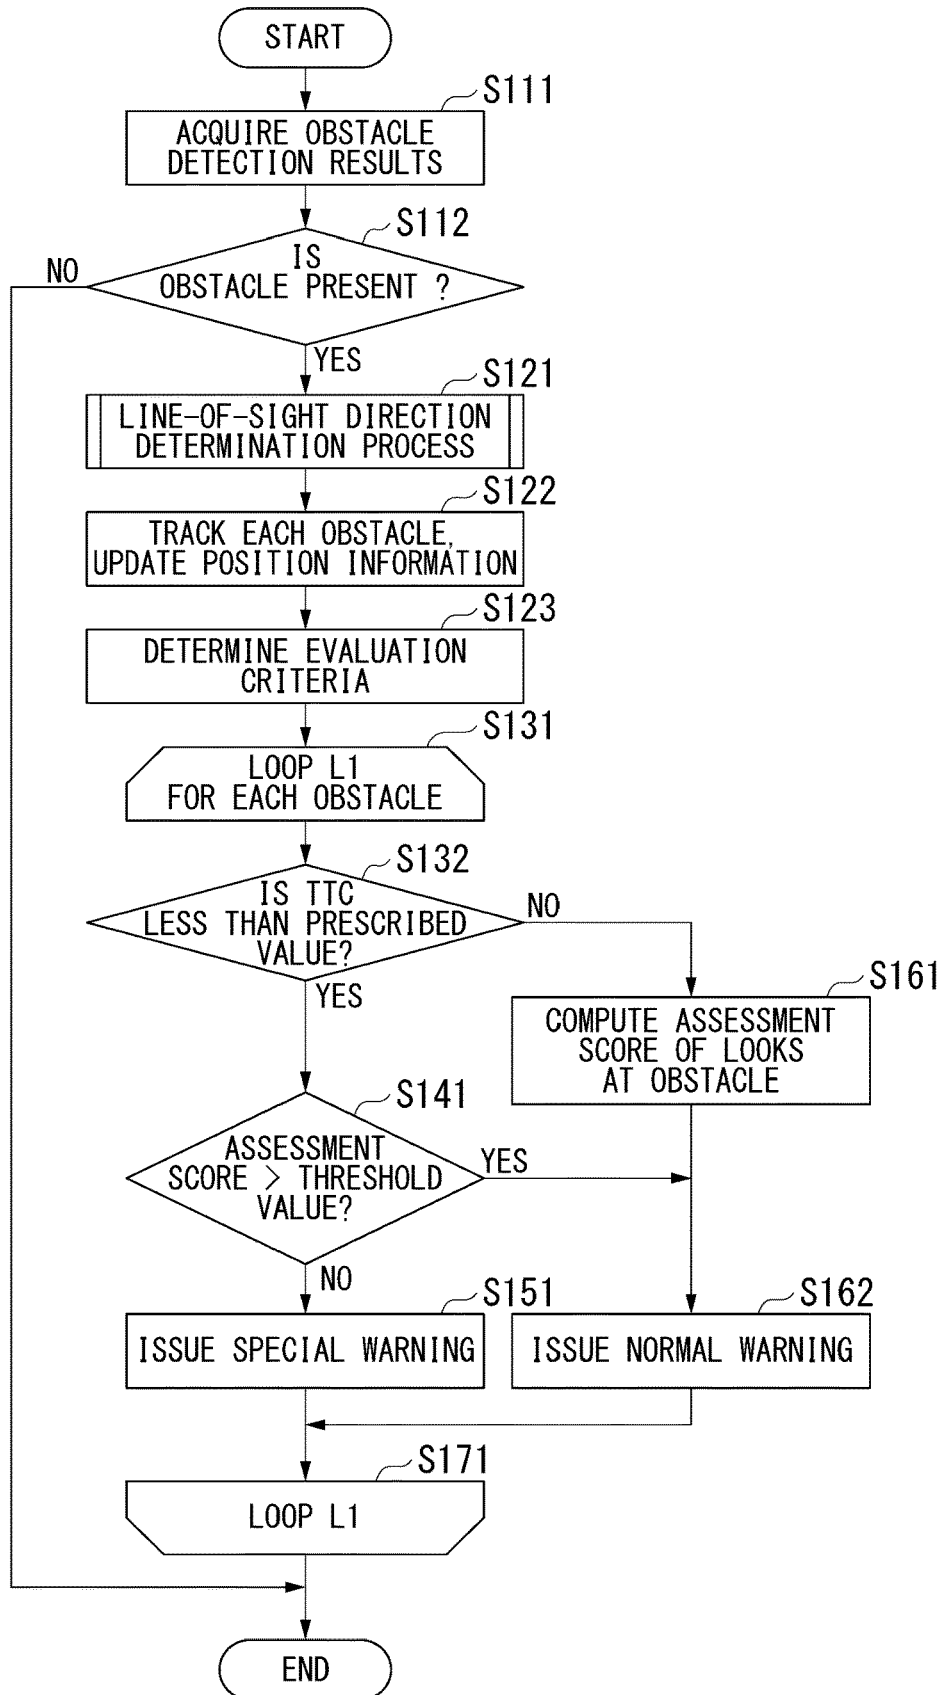 START
S111
ACQUIRE OBSTACLE
DETECTION RESULTS
S112
IS
OBSTACLE PRESENT ?
NO
YES
S121
LINE-OF-SIGHT DIRECTION
DETERMINATION PROCESS
S122
TRACK EACH OBSTACLE,
UPDATE POSITION INFORMATION
S123
DETERMINE EVALUATION
CRITERIA
S131
LOOP L1
FOR EACH OBSTACLE
S132
IS TTC
LESS THAN PRESCRIBED
VALUE?
NO
YES
S161
COMPUTE ASSESSMENT
SCORE OF LOOKS
AT OBSTACLE
S141
ASSESSMENT
SCORE > THRESHOLD
VALUE?
YES
NO
S151
ISSUE SPECIAL WARNING
S162
ISSUE NORMAL WARNING
S171
LOOP L1
END